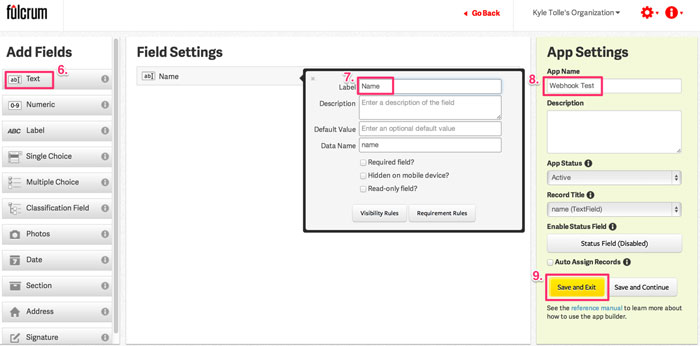 fulcrum
Go Back
Kyle Tolle's Organization
Add Fields
6.
Text
Numeric
Label
Single Choice
Multiple Choice
Classification Field
Photos
Date
Section
Address
Signature
ab
0-9
ABC
Field Settings
ab Name
7.
Label Name
Description Enter a description of the field
Default Value Enter an optional default value
Data Name name
Required field?
Hidden on mobile device?
Read-only field?
Visibility Rules Requirement Rules
App Settings
App Name
8.
Webhook Test
Description
App Status
Active
Record Title
name (TextField)
Enable Status Field
Status Field (Disabled)
Auto Assign Records
9.
Save and Exit Save and Continue
See the reference manual to learn more about
how to use the app builder.